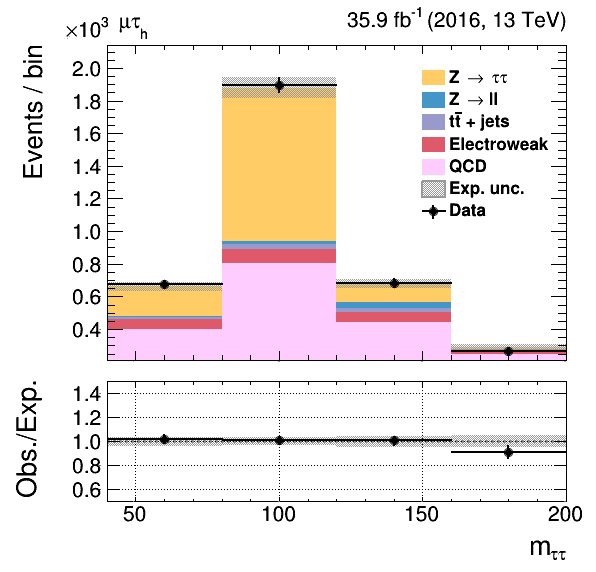 ×10³ μτₕ 35.9 fb⁻¹ (2016, 13 TeV)
Events / bin
2.0
1.8
1.6
1.4
1.2
1.0
0.8
0.6
0.4
Z → ττ
Z → ll
tt̄ + jets
Electroweak
QCD
Exp. unc.
Data
Obs./Exp.
1.4
1.2
1.0
0.8
0.6
50 100 150 200
m_ττ